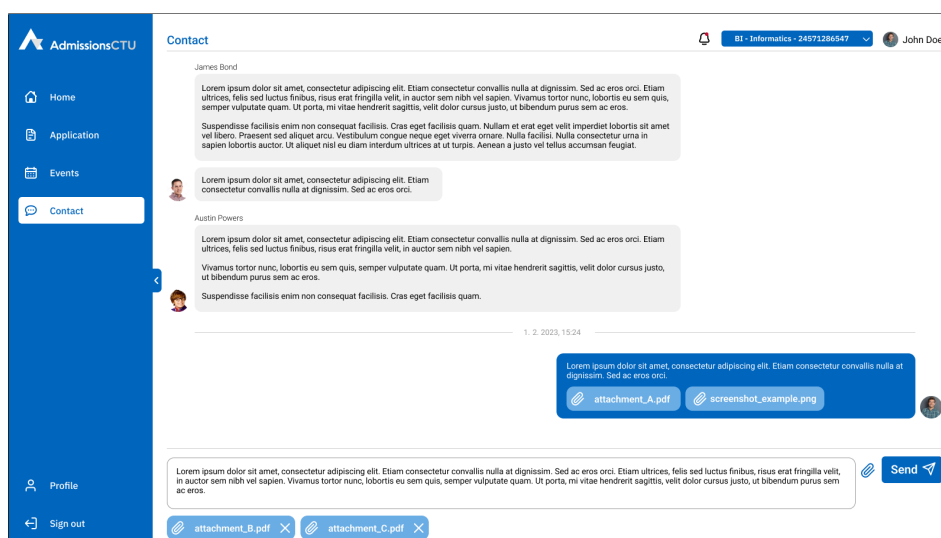 AdmissionsCTU
Home
Application
Events
Contact
Profile
Sign out
Contact
BI - Informatics - 24571286547
John Doe
James Bond
Lorem ipsum dolor sit amet, consectetur adipiscing elit. Etiam consectetur convallis nulla at dignissim. Sed ac eros orci. Etiam
ultrices, felis sed luctus finibus, risus erat fringilla velit, in auctor sem nibh vel sapien. Vivamus tortor nunc, lobortis eu sem quis,
semper vulputate quam. Ut porta, mi vitae hendrerit sagittis, velit dolor cursus justo, ut bibendum purus sem ac eros.
Suspendisse facilisis enim non consequat facilisis. Cras eget facilisis quam. Nullam et erat eget velit imperdiet lobortis sit amet
vel libero. Praesent sed aliquet arcu. Vestibulum congue neque eget viverra ornare. Nulla facilisi. Nulla consectetur urna in
sapien lobortis auctor. Ut aliquet nisl eu diam interdum ultrices at ut turpis. Aenean a justo vel tellus accumsan feugiat.
Lorem ipsum dolor sit amet, consectetur adipiscing elit. Etiam
consectetur convallis nulla at dignissim. Sed ac eros orci.
Austin Powers
Lorem ipsum dolor sit amet, consectetur adipiscing elit. Etiam consectetur convallis nulla at dignissim. Sed ac eros orci. Etiam
ultrices, felis sed luctus finibus, risus erat fringilla velit, in auctor sem nibh vel sapien.
Vivamus tortor nunc, lobortis eu sem quis, semper vulputate quam. Ut porta, mi vitae hendrerit sagittis, velit dolor cursus justo,
ut bibendum purus sem ac eros.
Suspendisse facilisis enim non consequat facilisis. Cras eget facilisis quam.
1. 2. 2023, 15:24
Lorem ipsum dolor sit amet, consectetur adipiscing elit. Etiam consectetur convallis nulla at
dignissim. Sed ac eros orci.
attachment_A.pdf
screenshot_example.png
Lorem ipsum dolor sit amet, consectetur adipiscing elit. Etiam consectetur convallis nulla at dignissim. Sed ac eros orci. Etiam ultrices, felis sed luctus finibus, risus erat fringilla velit,
in auctor sem nibh vel sapien. Vivamus tortor nunc, lobortis eu sem quis, semper vulputate quam. Ut porta, mi vitae hendrerit sagittis, velit dolor cursus justo, ut bibendum purus sem
ac eros.
Send
attachment_B.pdf
attachment_C.pdf